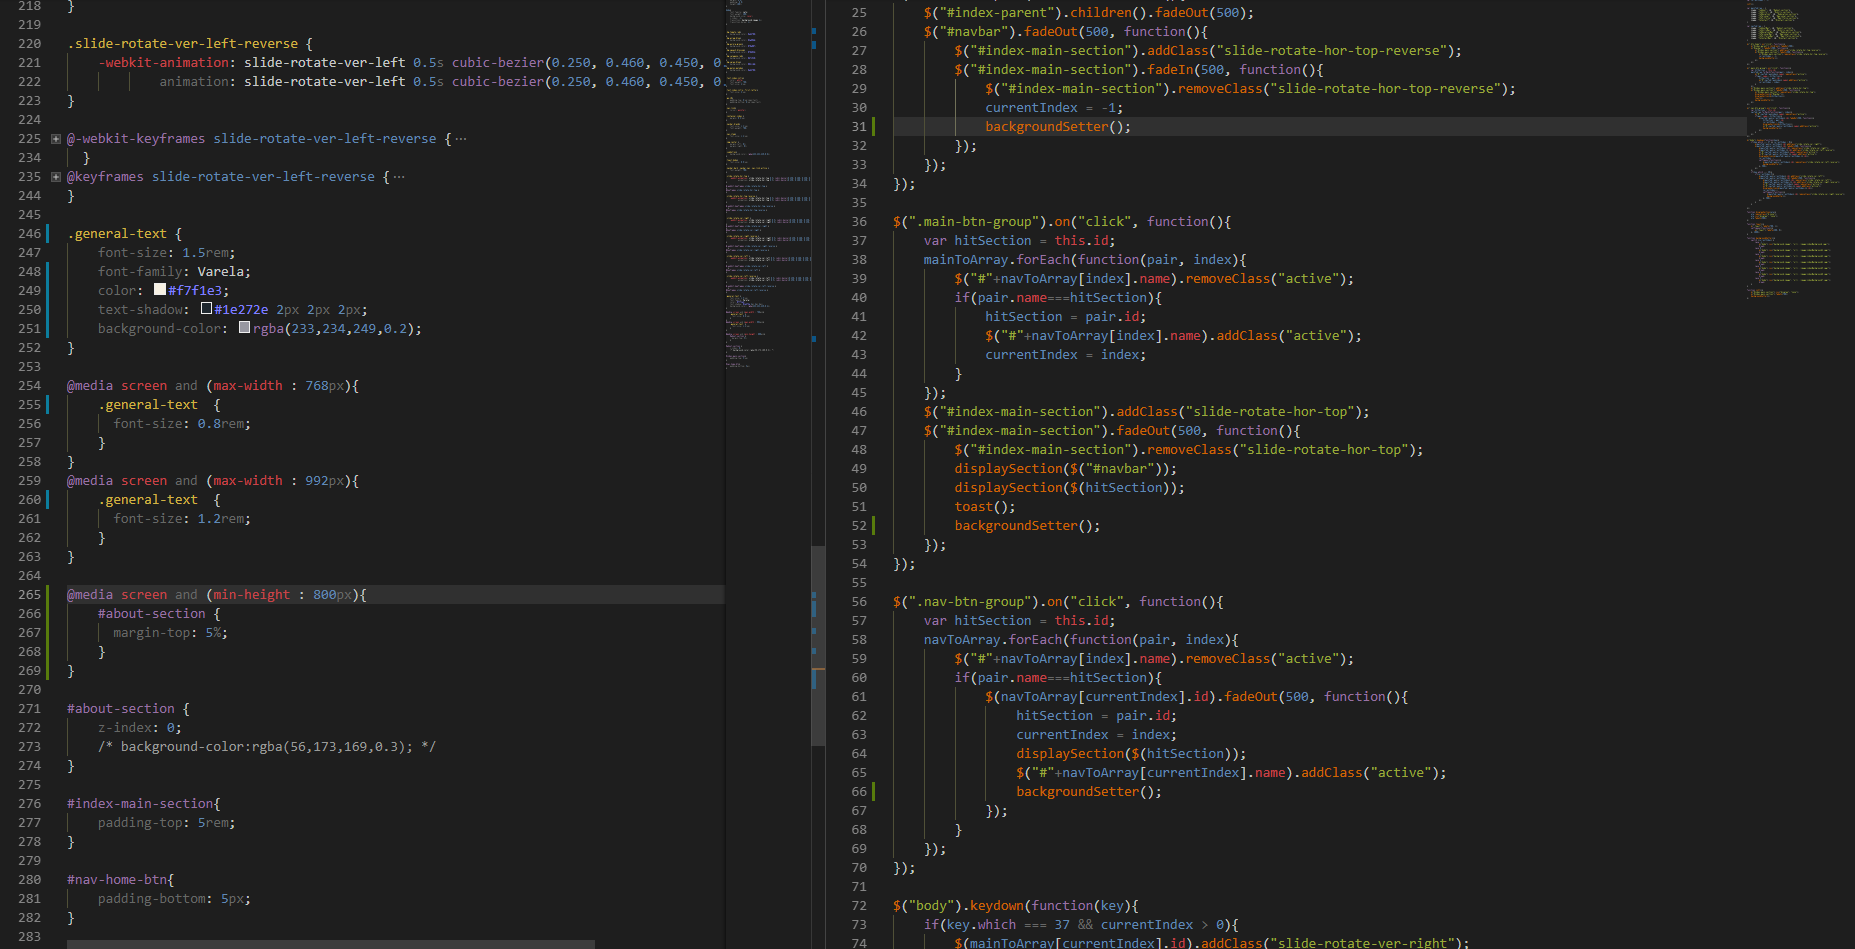 218 }
219
220 .slide-rotate-ver-left-reverse {
221 -webkit-animation: slide-rotate-ver-left 0.5s cubic-bezier(0.250, 0.460, 0.450, 0.
222 animation: slide-rotate-ver-left 0.5s cubic-bezier(0.250, 0.460, 0.450, 0.
223 }
224
225 @-webkit-keyframes slide-rotate-ver-left-reverse {…
234 }
235 @keyframes slide-rotate-ver-left-reverse {…
244 }
245
246 .general-text {
247 font-size: 1.5rem;
248 font-family: Varela;
249 color: #f7f1e3;
250 text-shadow: #1e272e 2px 2px 2px;
251 background-color: rgba(233,234,249,0.2);
252 }
253
254 @media screen and (max-width : 768px){
255 .general-text {
256 font-size: 0.8rem;
257 }
258 }
259 @media screen and (max-width : 992px){
260 .general-text {
261 font-size: 1.2rem;
262 }
263 }
264
265 @media screen and (min-height : 800px){
266 #about-section {
267 margin-top: 5%;
268 }
269 }
270
271 #about-section {
272 z-index: 0;
273 /* background-color:rgba(56,173,169,0.3); */
274 }
275
276 #index-main-section{
277 padding-top: 5rem;
278 }
279
280 #nav-home-btn{
281 padding-bottom: 5px;
282 }
283
25 $("#index-parent").children().fadeOut(500);
26 $("#navbar").fadeOut(500, function(){
27 $("#index-main-section").addClass("slide-rotate-hor-top-reverse");
28 $("#index-main-section").fadeIn(500, function(){
29 $("#index-main-section").removeClass("slide-rotate-hor-top-reverse");
30 currentIndex = -1;
31 backgroundSetter();
32 });
33 });
34 });
35
36 $(".main-btn-group").on("click", function(){
37 var hitSection = this.id;
38 mainToArray.forEach(function(pair, index){
39 $("#"+navToArray[index].name).removeClass("active");
40 if(pair.name===hitSection){
41 hitSection = pair.id;
42 $("#"+navToArray[index].name).addClass("active");
43 currentIndex = index;
44 }
45 });
46 $("#index-main-section").addClass("slide-rotate-hor-top");
47 $("#index-main-section").fadeOut(500, function(){
48 $("#index-main-section").removeClass("slide-rotate-hor-top");
49 displaySection($("#navbar"));
50 displaySection($(hitSection));
51 toast();
52 backgroundSetter();
53 });
54 });
55
56 $(".nav-btn-group").on("click", function(){
57 var hitSection = this.id;
58 navToArray.forEach(function(pair, index){
59 $("#"+navToArray[index].name).removeClass("active");
60 if(pair.name===hitSection){
61 $(navToArray[currentIndex].id).fadeOut(500, function(){
62 hitSection = pair.id;
63 currentIndex = index;
64 displaySection($(hitSection));
65 $("#"+navToArray[currentIndex].name).addClass("active");
66 backgroundSetter();
67 });
68 }
69 });
70 });
71
72 $("body").keydown(function(key){
73 if(key.which === 37 && currentIndex > 0){
74 $(mainToArray[currentIndex].id).addClass("slide-rotate-ver-right");